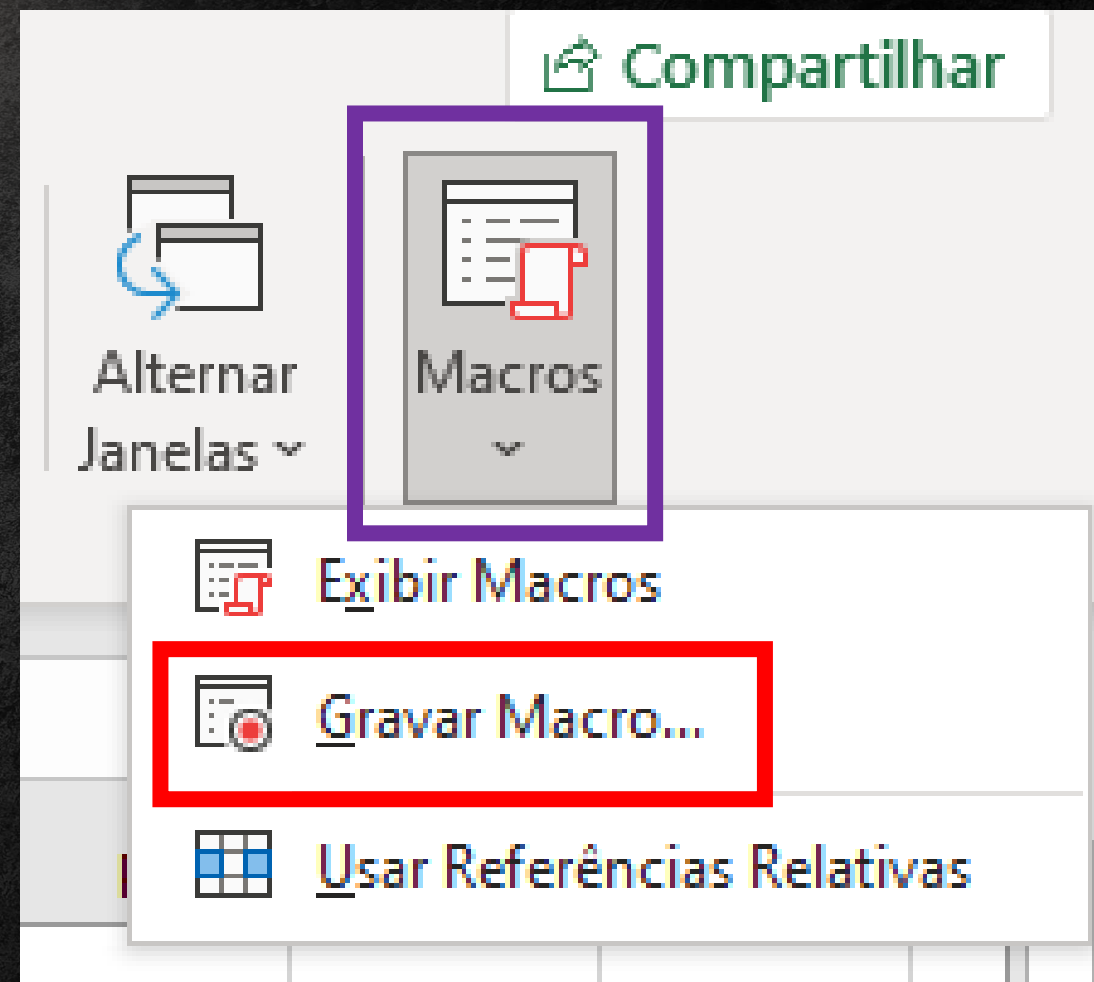 Compartilhar
Alternar
Janelas
Macros
Exibir Macros
Gravar Macro...
Usar Referências Relativas